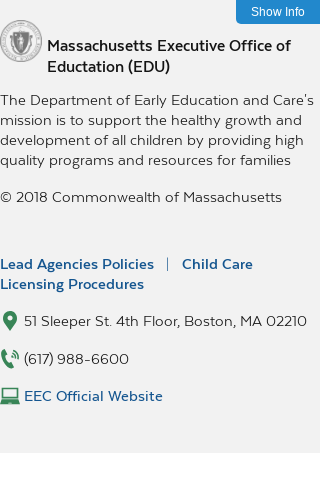 Show Info
Massachusetts Executive Office of
Eductation (EDU)
The Department of Early Education and Care's
mission is to support the healthy growth and
development of all children by providing high
quality programs and resources for families
© 2018 Commonwealth of Massachusetts
Lead Agencies Policies | Child Care
Licensing Procedures
51 Sleeper St. 4th Floor, Boston, MA 02210
(617) 988-6600
EEC Official Website